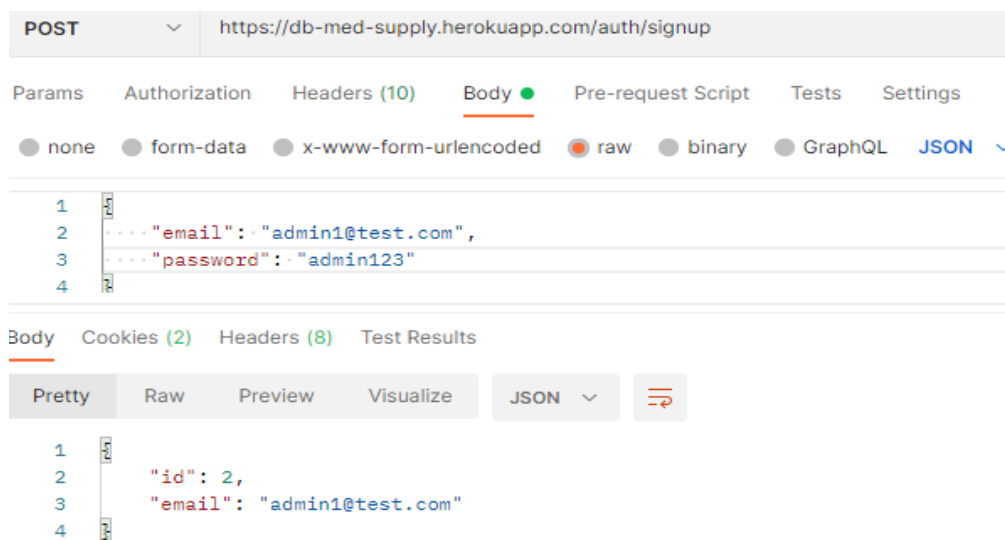 POST https://db-med-supply.herokuapp.com/auth/signup
Params Authorization Headers (10) Body Pre-request Script Tests Settings
none form-data x-www-form-urlencoded raw binary GraphQL JSON
1 {
2 "email": "admin1@test.com",
3 "password": "admin123"
4 }
Body Cookies (2) Headers (8) Test Results
Pretty Raw Preview Visualize JSON
1 {
2 "id": 2,
3 "email": "admin1@test.com"
4 }